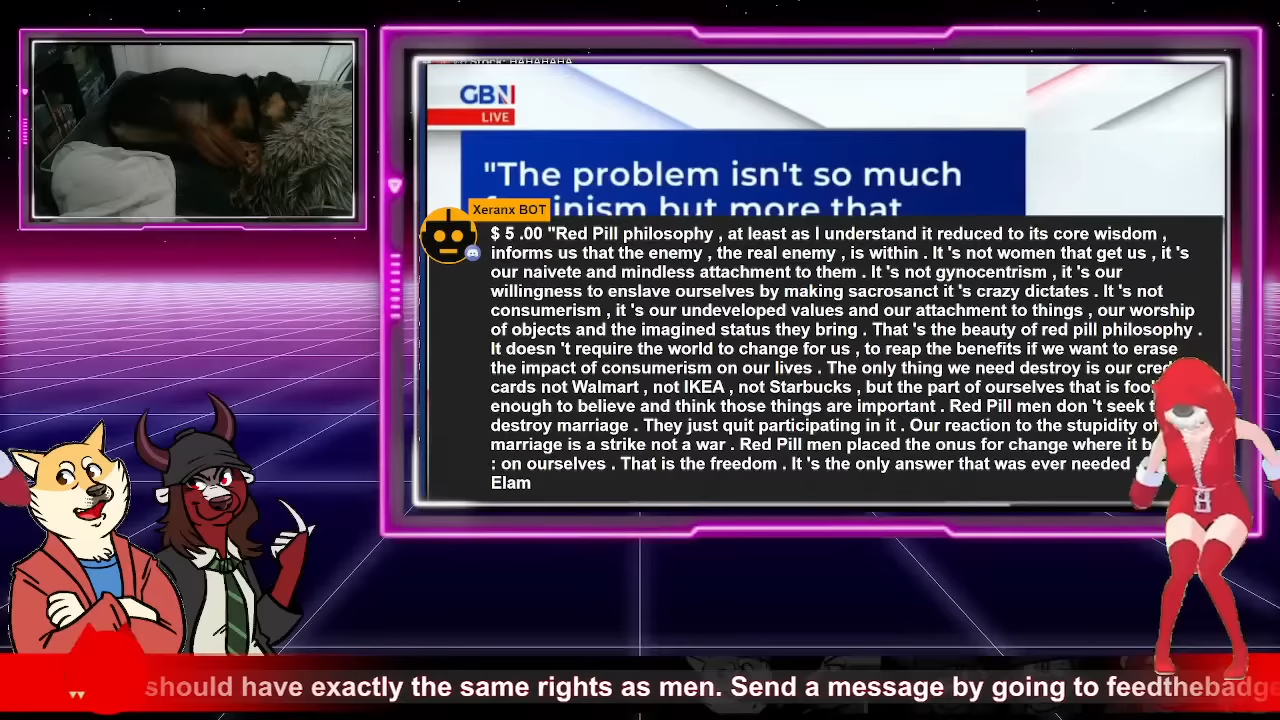 GBN
LIVE
"The problem isn't so much
feminism but more that
Xeranx BOT
$ 5 .00 "Red Pill philosophy , at least as I understand it reduced to its core wisdom ,
informs us that the enemy , the real enemy , is within . It 's not women that get us , it 's
our naivete and mindless attachment to them . It 's not gynocentrism , it 's our
willingness to enslave ourselves by making sacrosanct it 's crazy dictates . It 's not
consumerism , it 's our undeveloped values and our attachment to things , our worship
of objects and the imagined status they bring . That 's the beauty of red pill philosophy .
It doesn 't require the world to change for us , to reap the benefits if we want to erase
the impact of consumerism on our lives . The only thing we need destroy is our
cards not Walmart , not IKEA , not Starbucks , but the part of ourselves that is
enough to believe and think those things are important . Red Pill men don 't seek
destroy marriage . They just quit participating in it . Our reaction to the stupidity of
marriage is a strike not a war . Red Pill men placed the onus for change where it
: on ourselves . That is the freedom . It 's the only answer that was ever needed
Elam
should have exactly the same rights as men. Send a message by going to feedthebadge